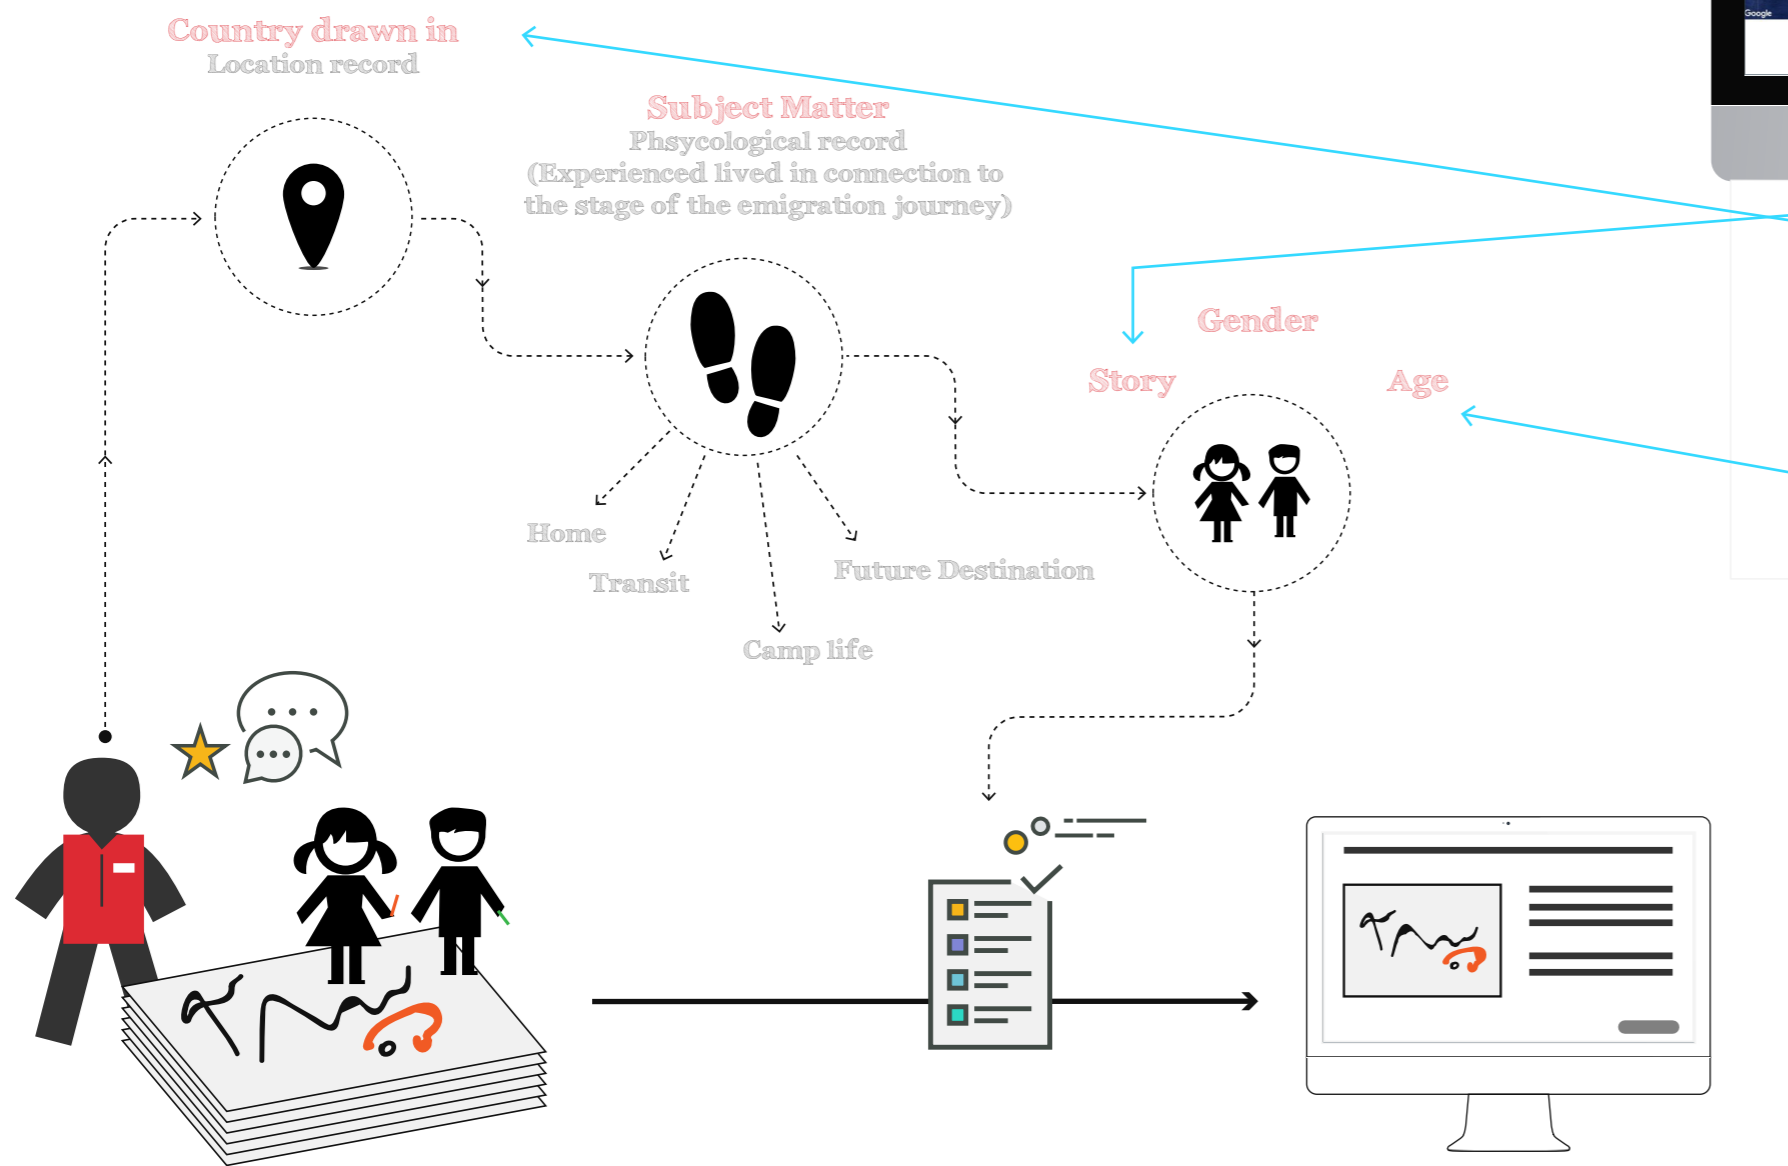 Country drawn in
Location record
Google
Subject Matter
Phsycological record
(Experienced lived in connection to
the stage of the emigration journey)
Gender
Story
Age
Home
Transit
Future Destination
Camp life